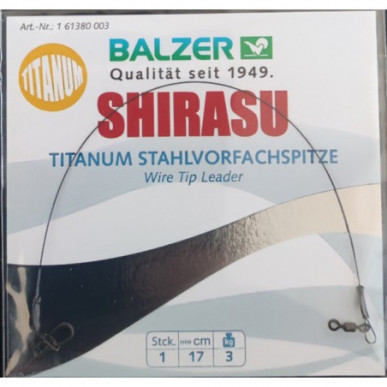 Art.-Nr.: 1 61380 003
TITANUM
BALZER
Qualität seit 1949.
SHIRASU
TITANUM STAHLVORFACHSPITZE
Wire Tip Leader
Stck. cm kg
1 17 3